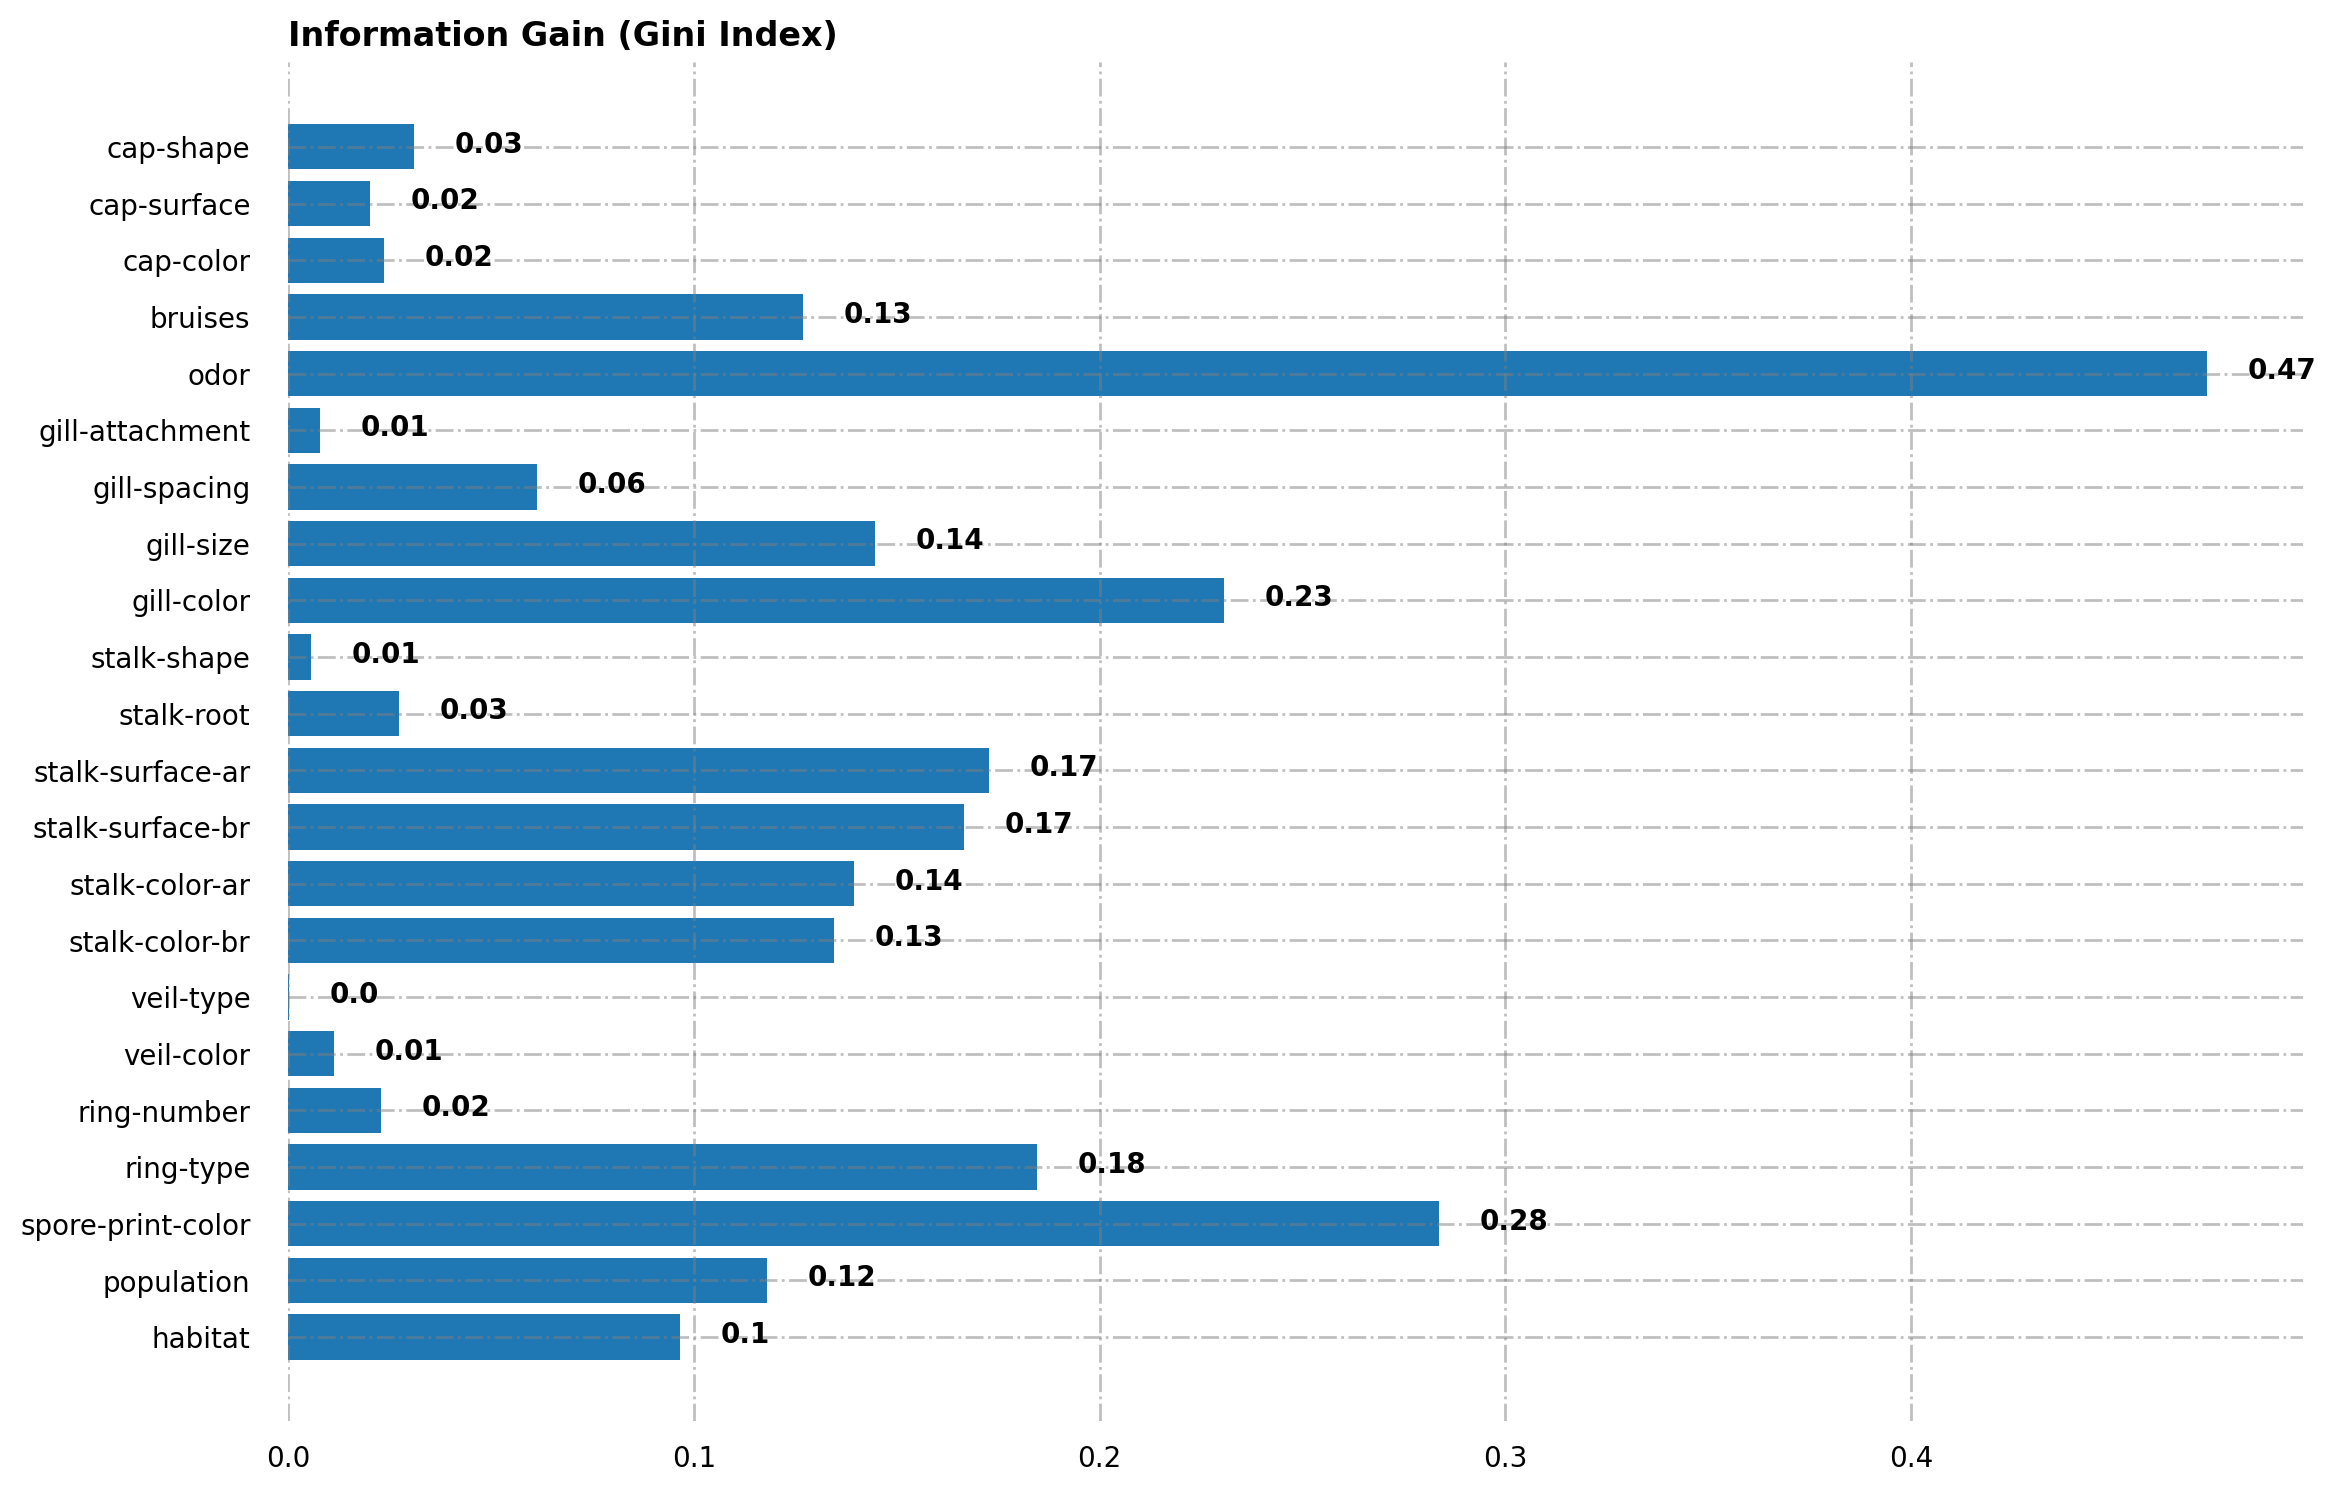 Information Gain (Gini Index)
cap-shape 0.03
cap-surface 0.02
cap-color 0.02
bruises 0.13
odor 0.47
gill-attachment 0.01
gill-spacing 0.06
gill-size 0.14
gill-color 0.23
stalk-shape 0.01
stalk-root 0.03
stalk-surface-ar 0.17
stalk-surface-br 0.17
stalk-color-ar 0.14
stalk-color-br 0.13
veil-type 0.0
veil-color 0.01
ring-number 0.02
ring-type 0.18
spore-print-color 0.28
population 0.12
habitat 0.1
0.0 0.1 0.2 0.3 0.4